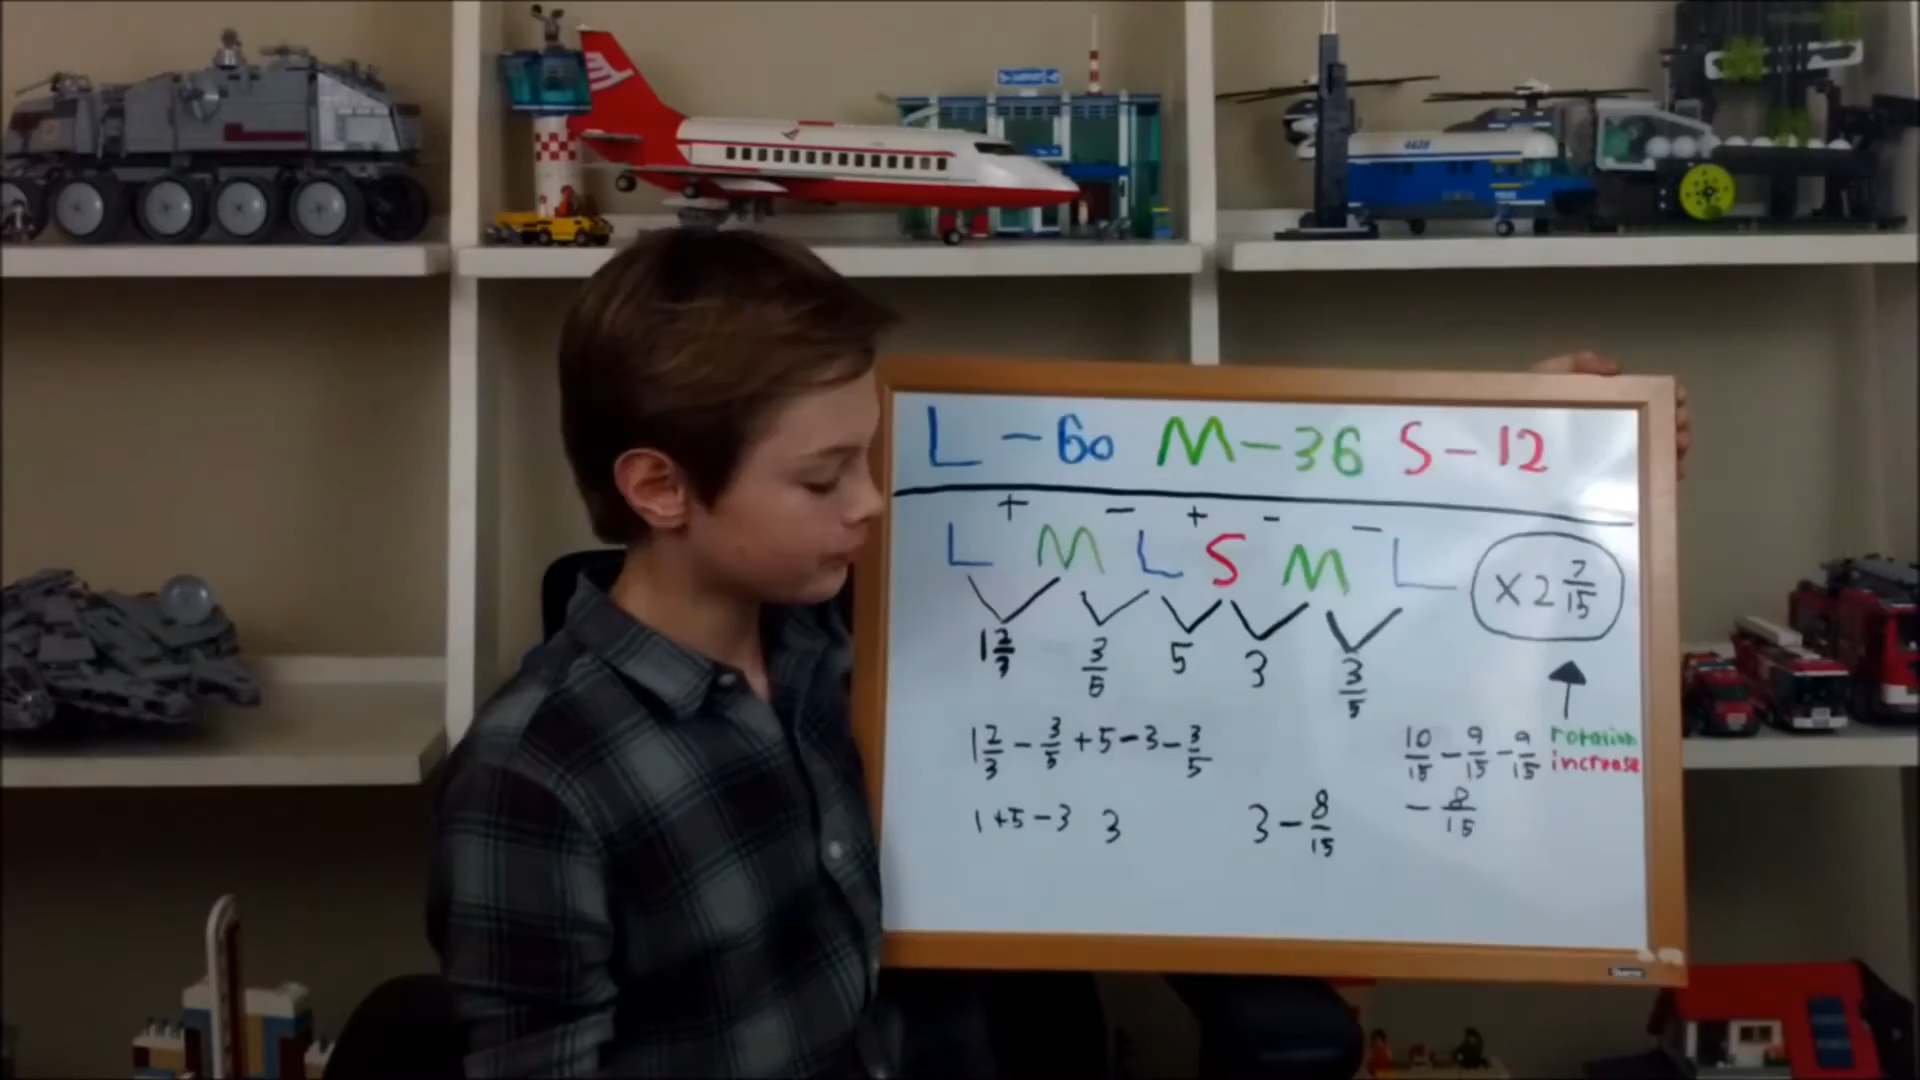 4439
L - 60 M - 36 S - 12
+ - + - -
L M L S M L
× 2 7/15
1 2/3 3/5 5 3 3/5
1 2/3 - 3/5 + 5 - 3 - 3/5
10/15 - 9/15 - 9/15
rotation
increase
- 8/15
1 + 5 - 3 3
3 - 8/15